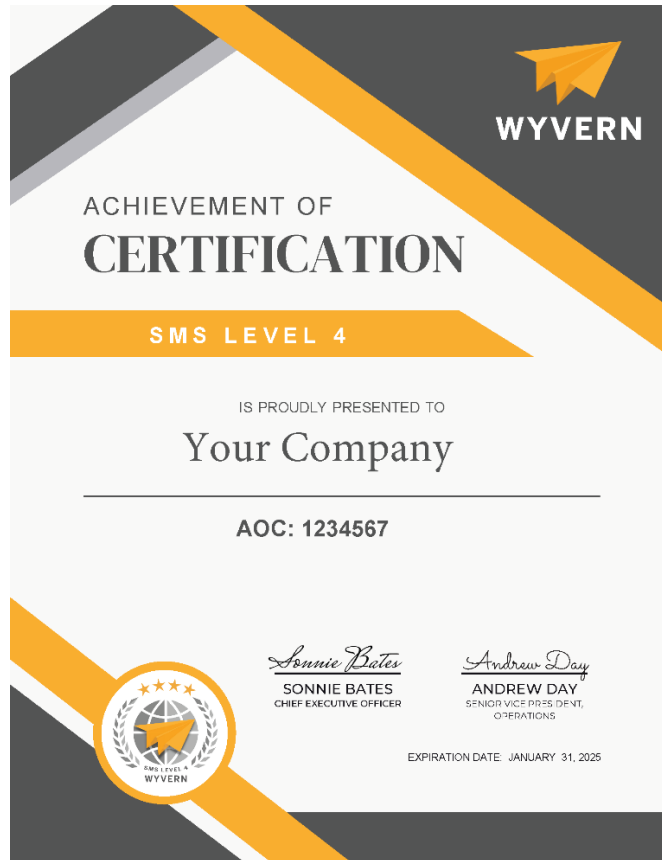 WYVERN
ACHIEVEMENT OF
CERTIFICATION
SMS LEVEL 4
IS PROUDLY PRESENTED TO
Your Company
AOC: 1234567
Sonnie Bates
SONNIE BATES
CHIEF EXECUTIVE OFFICER
Andrew Day
ANDREW DAY
SENIOR VICE PRESIDENT,
OPERATIONS
SMS LEVEL 4
WYVERN
EXPIRATION DATE: JANUARY 31, 2025